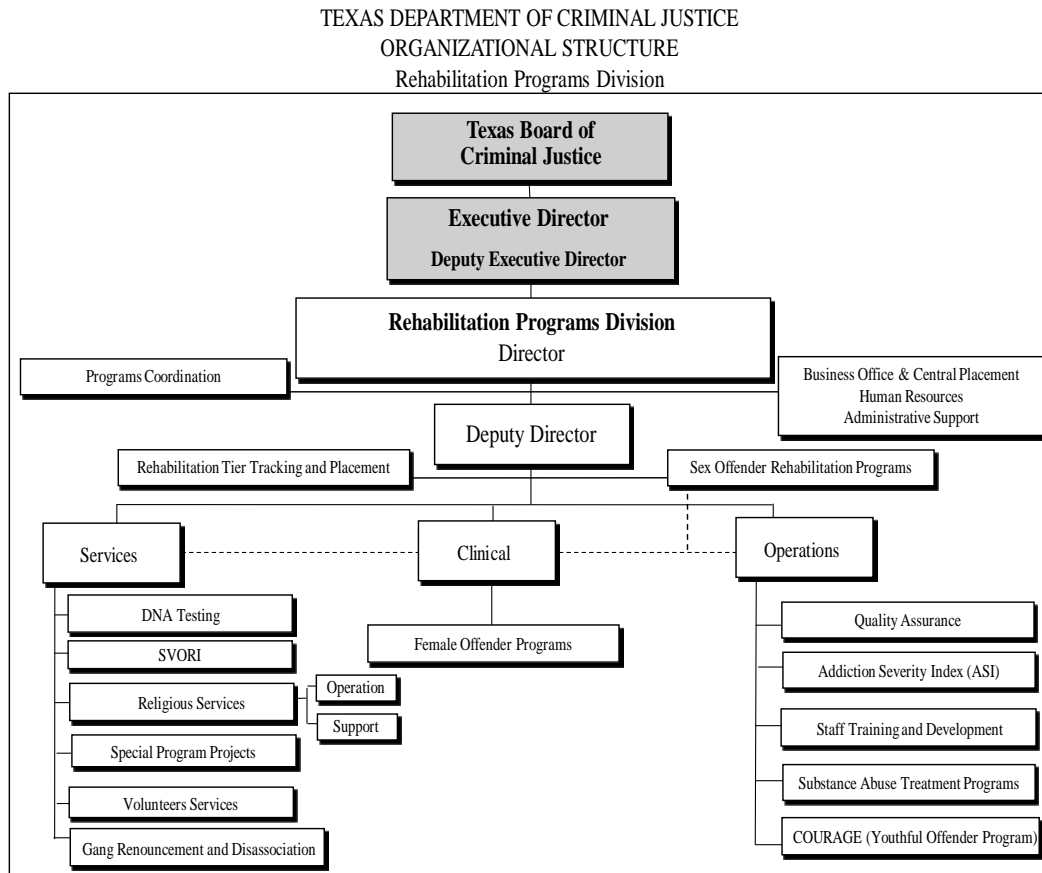 TEXAS DEPARTMENT OF CRIMINAL JUSTICE
ORGANIZATIONAL STRUCTURE
Rehabilitation Programs Division
Texas Board of
Criminal Justice
Executive Director
Deputy Executive Director
Rehabilitation Programs Division
Director
Programs Coordination
Business Office & Central Placement
Human Resources
Administrative Support
Deputy Director
Rehabilitation Tier Tracking and Placement
Sex Offender Rehabilitation Programs
Services
Clinical
Operations
DNA Testing
SVORI
Religious Services
Operation
Support
Special Program Projects
Volunteers Services
Gang Renouncement and Disassociation
Female Offender Programs
Quality Assurance
Addiction Severity Index (ASI)
Staff Training and Development
Substance Abuse Treatment Programs
COURAGE (Youthful Offender Program)